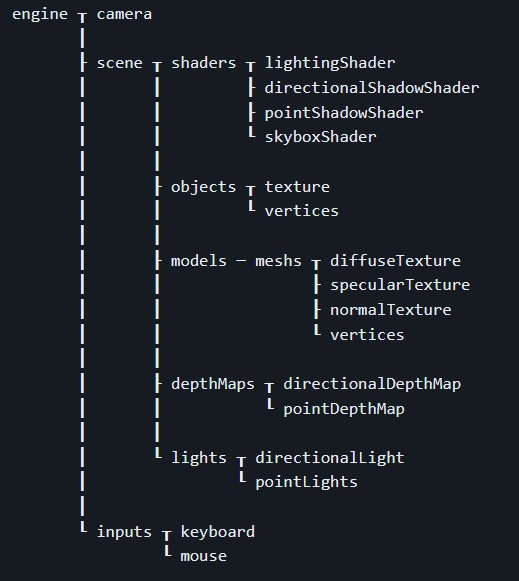 engine ┬ camera
       │
       ├ scene ┬ shaders ┬ lightingShader
       │       │         ├ directionalShadowShader
       │       │         ├ pointShadowShader
       │       │         └ skyboxShader
       │       │
       │       ├ objects ┬ texture
       │       │         └ vertices
       │       │
       │       ├ models ─ meshs ┬ diffuseTexture
       │       │                ├ specularTexture
       │       │                ├ normalTexture
       │       │                └ vertices
       │       │
       │       ├ depthMaps ┬ directionalDepthMap
       │       │           └ pointDepthMap
       │       │
       │       └ lights ┬ directionalLight
       │                └ pointLights
       │
       └ inputs ┬ keyboard
                └ mouse